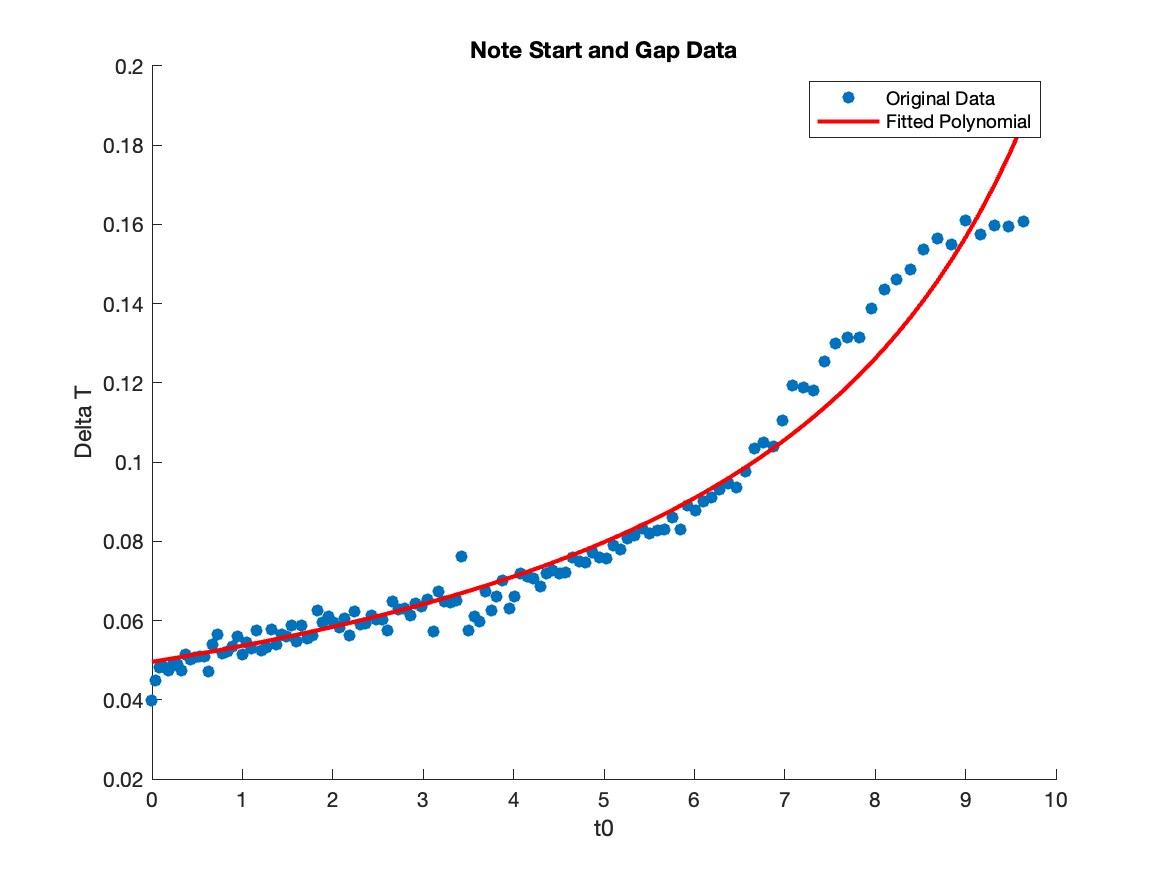 Note Start and Gap Data
0.2
0.18
0.16
0.14
0.12
0.1
0.08
0.06
0.04
0.02
Delta T
Original Data
Fitted Polynomial
0 1 2 3 4 5 6 7 8 9 10
t0